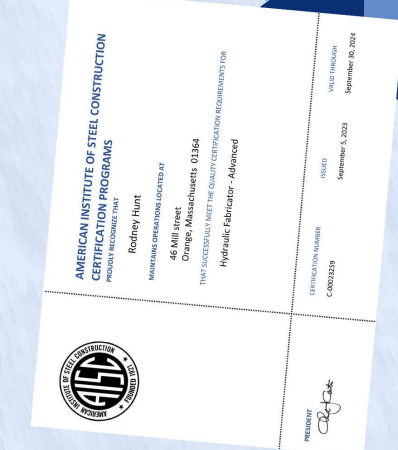 AMERICAN INSTITUTE OF STEEL CONSTRUCTION
CERTIFICATION PROGRAMS
PROUDLY RECOGNIZE THAT
Rodney Hunt
MAINTAINS OPERATIONS LOCATED AT
46 Mill street
Orange, Massachusetts 01364
THAT SUCCESSFULLY MEET THE QUALITY CERTIFICATION REQUIREMENTS FOR
Hydraulic Fabricator - Advanced
AMERICAN INSTITUTE OF STEEL CONSTRUCTION
AISC
FOUNDED 1921
PRESIDENT
CERTIFICATION NUMBER
C-00023239
ISSUED
September 5, 2023
VALID THROUGH
September 30, 2024